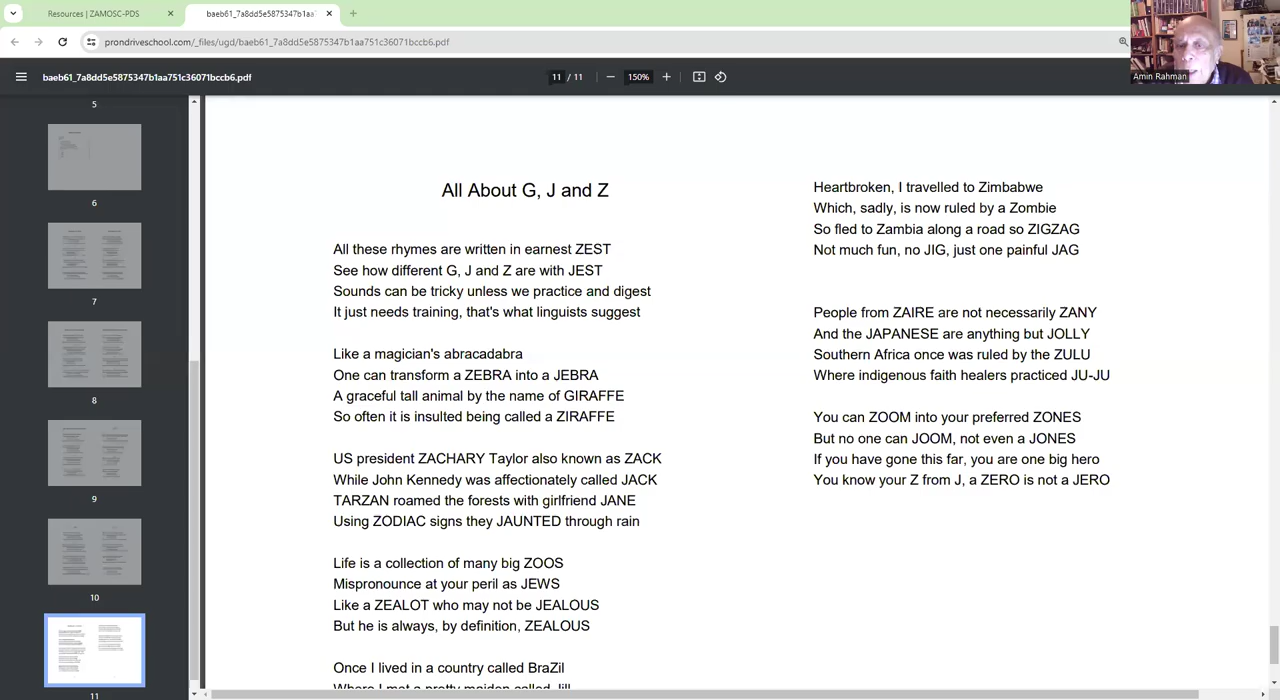 Resources | ZAMOSC-PDS
baeb61_7a8dd5e5875347b1aa7
prondriveschool.com/_files/ugd/baeb61_7a8dd5e5875347b1aa751c36071bccb6.pdf
baeb61_7a8dd5e5875347b1aa751c36071bccb6.pdf
11 / 11
150%
Amin Rahman
5
6
7
8
9
10
11
All About G, J and Z
All these rhymes are written in earnest ZEST
See how different G, J and Z are with JEST
Sounds can be tricky unless we practice and digest
It just needs training, that's what linguists suggest
Like a magician's abracadabra
One can transform a ZEBRA into a JEBRA
A graceful tall animal by the name of GIRAFFE
So often it is insulted being called a ZIRAFFE
US president ZACHARY Taylor also known as ZACK
While John Kennedy was affectionately called JACK
TARZAN roamed the forests with girlfriend JANE
Using ZODIAC signs they JAUNTED through rain
There is a collection of many big ZOOS
Mispronounce at your peril as JEWS
Like a ZEALOT who may not be JEALOUS
But he is always, by definition, ZEALOUS
Once I lived in a country called BraZil
Where I met a pretty maiden called Jill
Heartbroken, I travelled to Zimbabwe
Which, sadly, is now ruled by a Zombie
So fled to Zambia along a road so ZIGZAG
Not much fun, no JIG, just one painful JAG
People from ZAIRE are not necessarily ZANY
And the JAPANESE are anything but JOLLY
Southern Africa once was ruled by the ZULU
Where indigenous faith healers practiced JU-JU
You can ZOOM into your preferred ZONES
But no one can JOOM, not even a JONES
If you have gone this far, you are one big hero
You know your Z from J, a ZERO is not a JERO